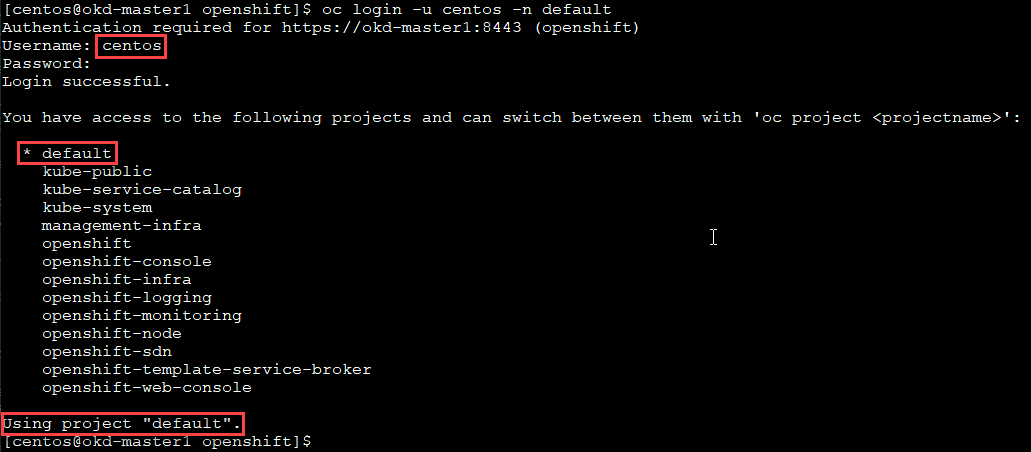 [centos@okd-master1 openshift]$ oc login -u centos -n default
Authentication required for https://okd-master1:8443 (openshift)
Username: centos
Password:
Login successful.
You have access to the following projects and can switch between them with 'oc project <projectname>':
* default
kube-public
kube-service-catalog
kube-system
management-infra
openshift
openshift-console
openshift-infra
openshift-logging
openshift-monitoring
openshift-node
openshift-sdn
openshift-template-service-broker
openshift-web-console
Using project "default".
[centos@okd-master1 openshift]$